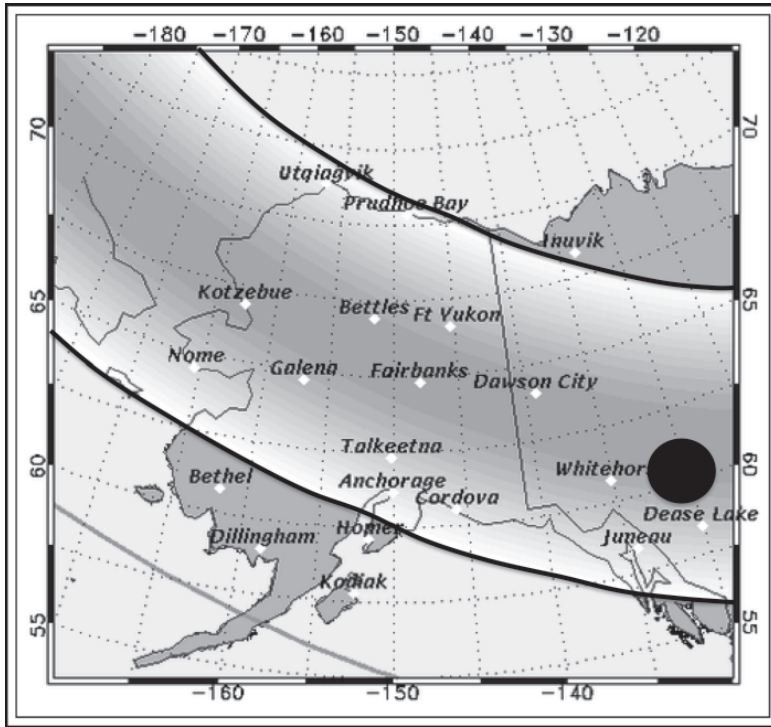 −180 −170 −160 −150 −140 −130 −120
70 70
Utqiagvik
Prudhoe Bay
Inuvik
65 65
Kotzebue
Bettles Ft Yukon
Nome
Galena Fairbanks
Dawson City
Talkeetna
60 60
Bethel
Anchorage
Whitehors
Cordova
Dease Lake
Dillingham
Homer
Juneau
Kodiak
55 55
−160 −150 −140